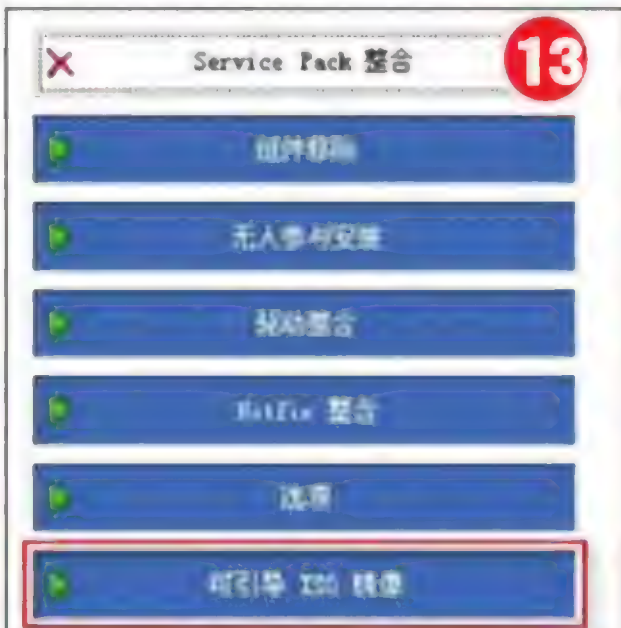 Service Pack 整合
13
组件移除
无人参与安装
驱动整合
Hotfix 整合
选项
可引导 ISO 镜像